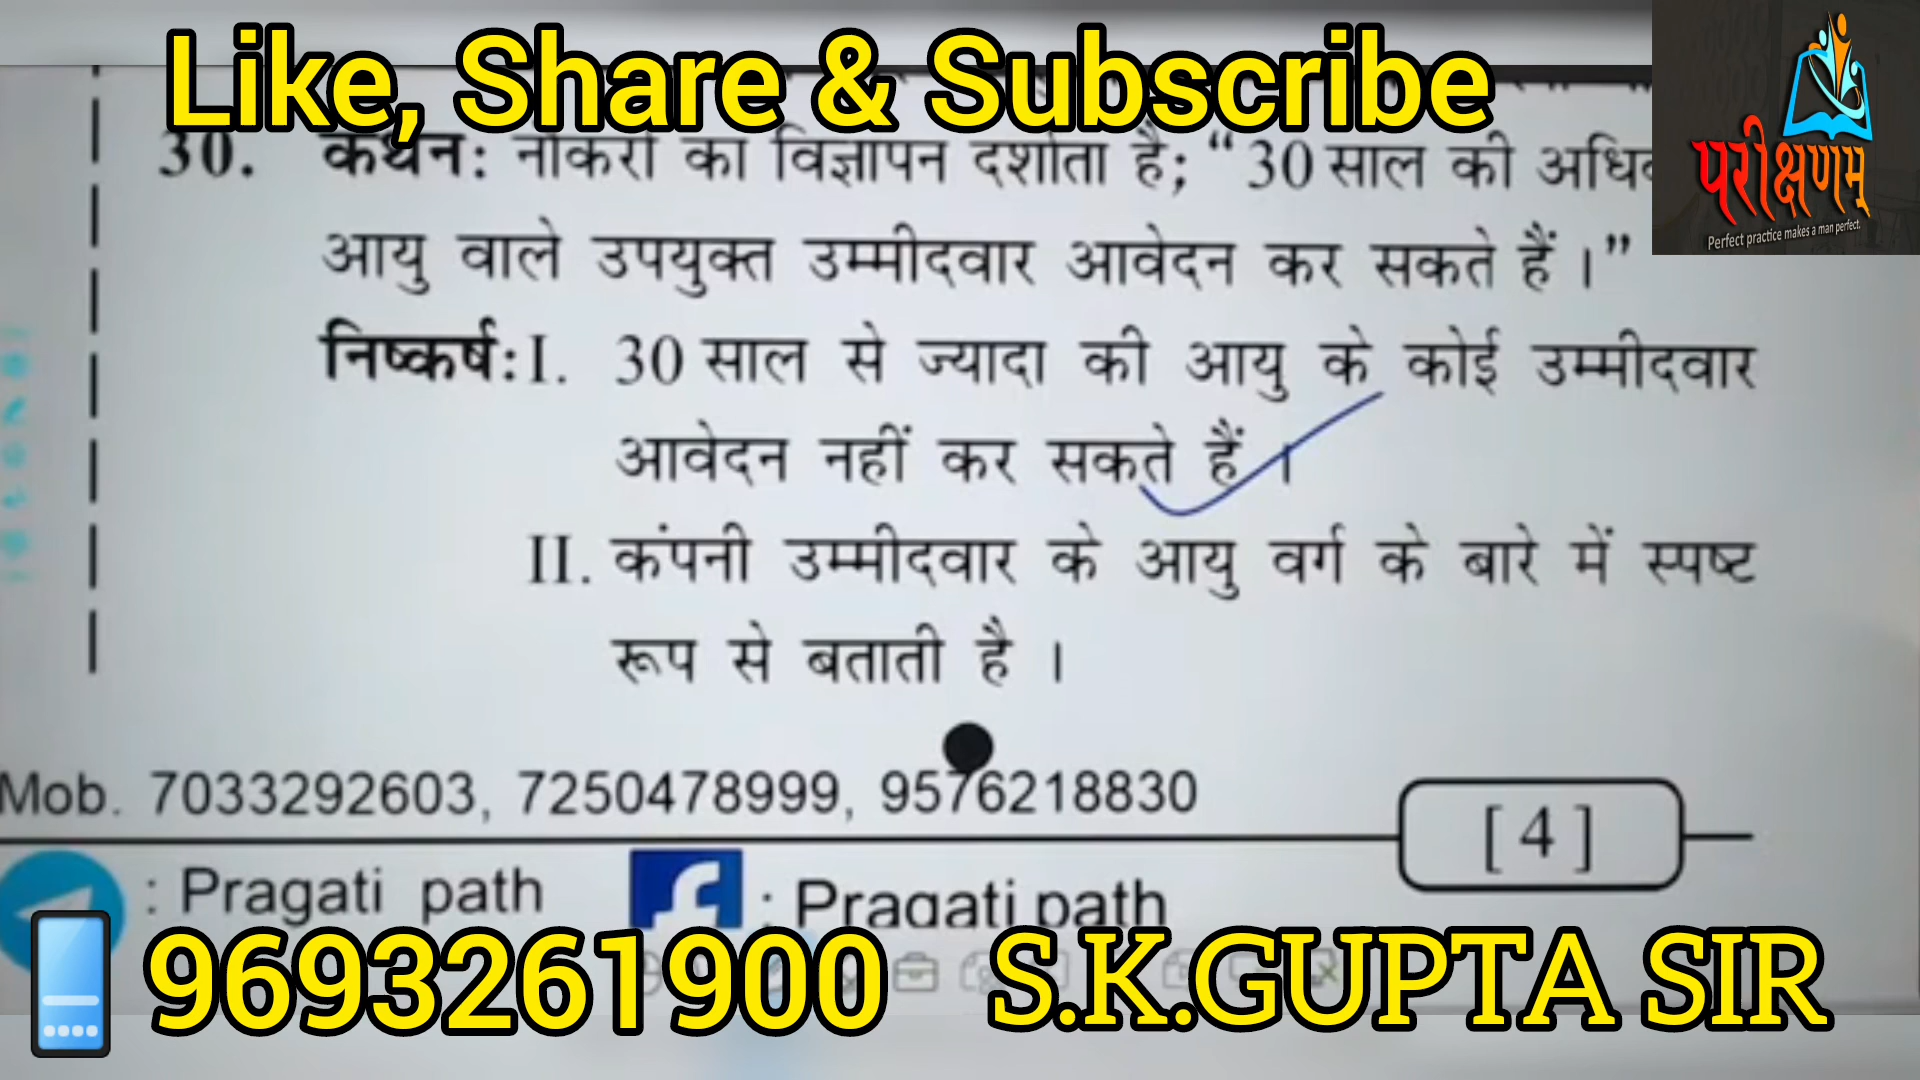 Like, Share & Subscribe
परीक्षणम्
Perfect practice makes a man perfect.
30. कथन: नौकरी का विज्ञापन दर्शाता है; “30 साल की
आयु वाले उपयुक्त उम्मीदवार आवेदन कर सकते हैं ।”
निष्कर्ष: I. 30 साल से ज्यादा की आयु के कोई उम्मीदवार
आवेदन नहीं कर सकते हैं ।
II. कंपनी उम्मीदवार के आयु वर्ग के बारे में स्पष्ट
रूप से बताती है ।
Mob. 7033292603, 7250478999, 9576218830
[ 4 ]
: Pragati path
: Pragati path
9693261900 S.K.GUPTA SIR